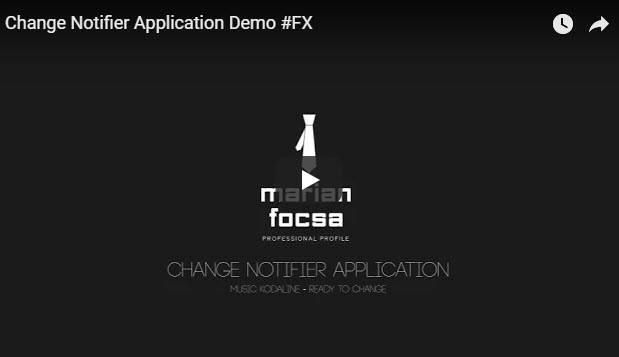 Change Notifier Application Demo #FX
marian
focsa
PROFESSIONAL PROFILE
CHANGE NOTIFIER APPLICATION
MUSIC KODALINE - READY TO CHANGE